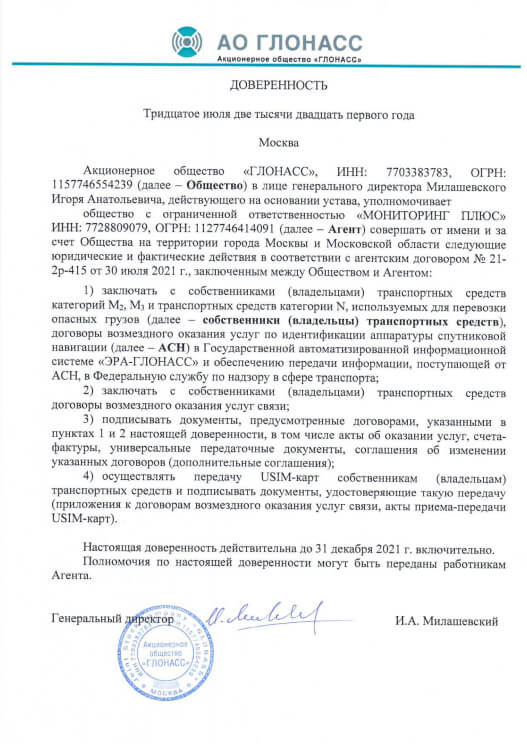 АО ГЛОНАСС
Акционерное общество «ГЛОНАСС»
ДОВЕРЕННОСТЬ
Тридцатое июля две тысячи двадцать первого года
Москва
Акционерное общество «ГЛОНАСС», ИНН: 7703383783, ОГРН:
1157746554239 (далее – Общество) в лице генерального директора Милашевского
Игоря Анатольевича, действующего на основании устава, уполномочивает
общество с ограниченной ответственностью «МОНИТОРИНГ ПЛЮС»
ИНН: 7728809079, ОГРН: 1127746414091 (далее – Агент) совершать от имени и за
счет Общества на территории города Москвы и Московской области следующие
юридические и фактические действия в соответствии с агентским договором № 21-
2р-415 от 30 июля 2021 г., заключенным между Обществом и Агентом:
1) заключать с собственниками (владельцами) транспортных средств
категорий М₂, М₃ и транспортных средств категории N, используемых для перевозки
опасных грузов (далее – собственники (владельцы) транспортных средств),
договоры возмездного оказания услуг по идентификации аппаратуры спутниковой
навигации (далее – АСН) в Государственной автоматизированной информационной
системе «ЭРА-ГЛОНАСС» и обеспечению передачи информации, поступающей от
АСН, в Федеральную службу по надзору в сфере транспорта;
2) заключать с собственниками (владельцами) транспортных средств
договоры возмездного оказания услуг связи;
3) подписывать документы, предусмотренные договорами, указанными в
пунктах 1 и 2 настоящей доверенности, в том числе акты об оказании услуг, счета-
фактуры, универсальные передаточные документы, соглашения об изменении
указанных договоров (дополнительные соглашения);
4) осуществлять передачу USIM-карт собственникам (владельцам)
транспортных средств и подписывать документы, удостоверяющие такую передачу
(приложения к договорам возмездного оказания услуг связи, акты приема-передачи
USIM-карт).
Настоящая доверенность действительна до 31 декабря 2021 г. включительно.
Полномочия по настоящей доверенности могут быть переданы работникам
Агента.
Генеральный директор
И.А. Милашевский
Акционерное
общество
«ГЛОНАСС»
МОСКВА